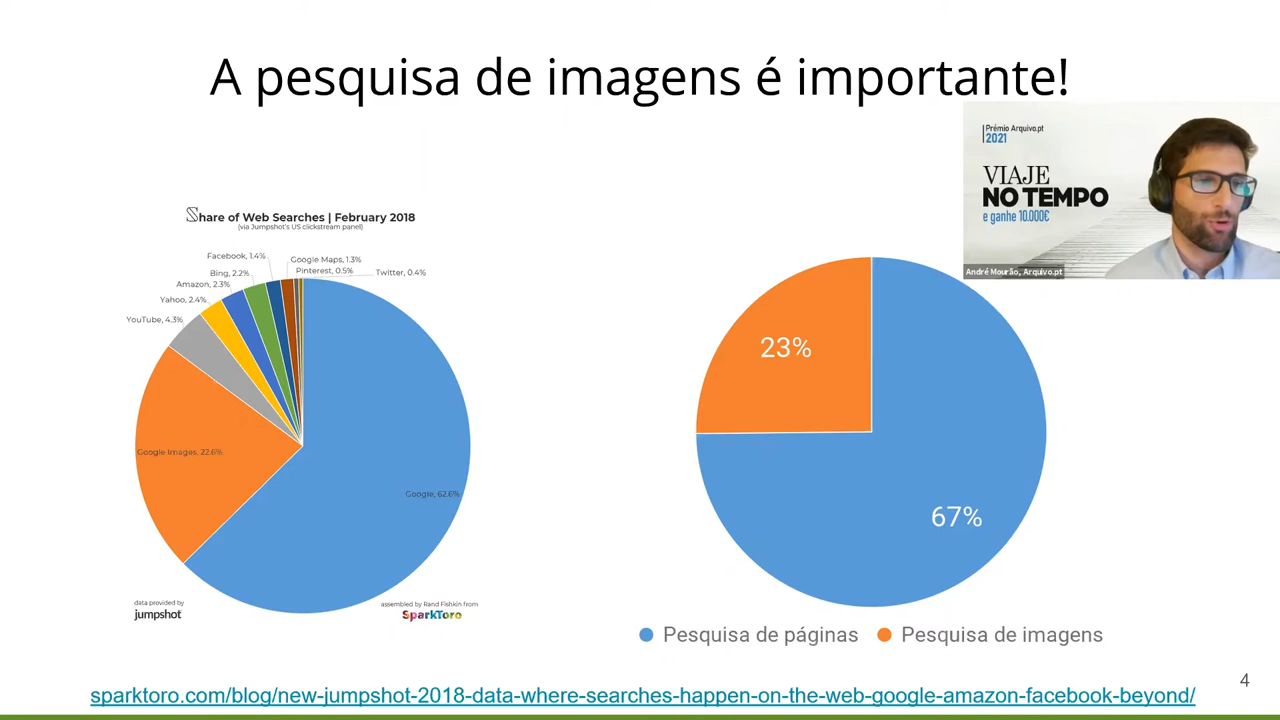 A pesquisa de imagens é importante!
Prémio Arquivo.pt
2021
VIAJE
NO TEMPO
e ganhe 10.000€
André Mourão, Arquivo.pt
Share of Web Searches | February 2018
(via Jumpshot's US clickstream panel)
Facebook, 1.4%
Google Maps, 1.3%
Bing, 2.2%
Pinterest, 0.5%
Twitter, 0.4%
Amazon, 2.3%
Yahoo, 2.4%
YouTube, 4.3%
Google Images, 22.6%
Google, 62.6%
data provided by
jumpshot
assembled by Rand Fishkin from
SparkToro
23%
67%
Pesquisa de páginas
Pesquisa de imagens
sparktoro.com/blog/new-jumpshot-2018-data-where-searches-happen-on-the-web-google-amazon-facebook-beyond/
4